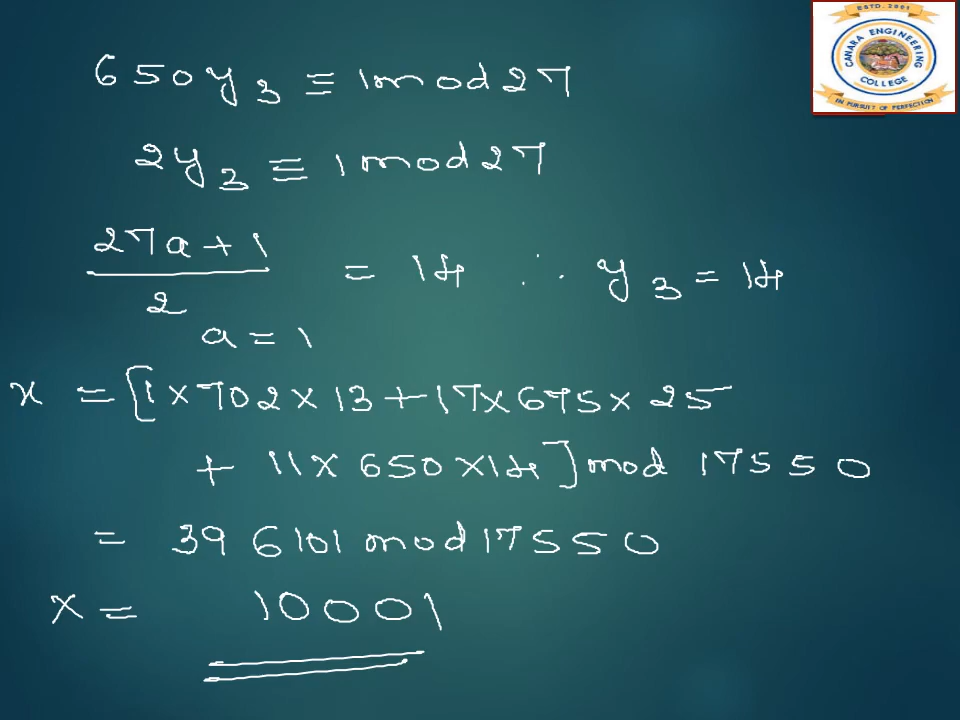 ESTD. 2001
CANARA ENGINEERING COLLEGE
IN PURSUIT OF PERFECTION
650y₃ ≡ 1 mod 27
2y₃ ≡ 1 mod 27
27a + 1 / 2 = 14 ∴ y₃ = 14
a = 1
x = [1 × 702 × 13 + 17 × 675 × 25
+ 11 × 650 × 14] mod 17550
= 396101 mod 17550
x = 10001